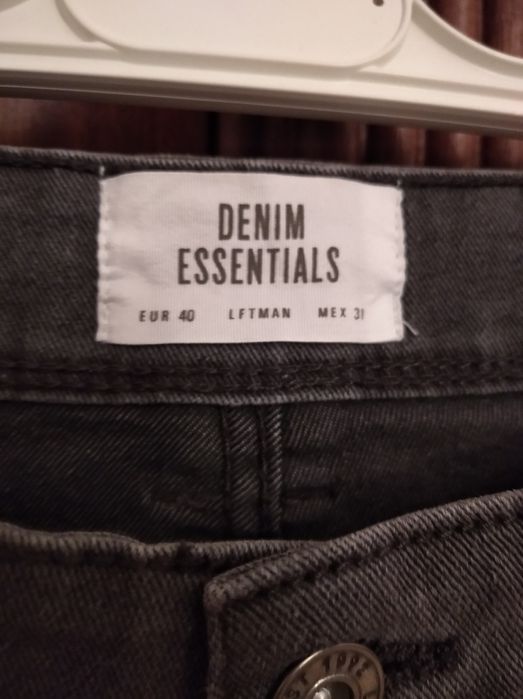 DENIM
ESSENTIALS
EUR 40 LFTMAN MEX 31